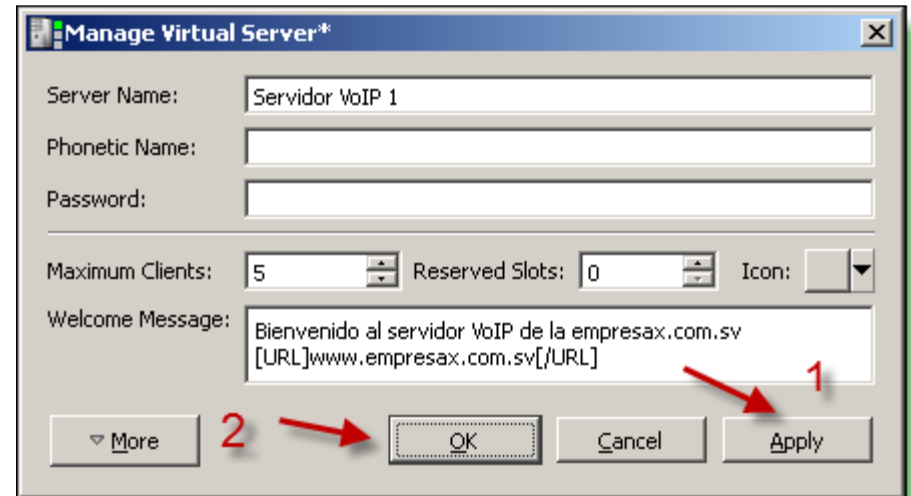 Manage Virtual Server*
Server Name: Servidor VoIP 1
Phonetic Name:
Password:
Maximum Clients: 5 Reserved Slots: 0 Icon:
Welcome Message: Bienvenido al servidor VoIP de la empresax.com.sv
[URL]www.empresax.com.sv[/URL]
1
More 2 OK Cancel Apply